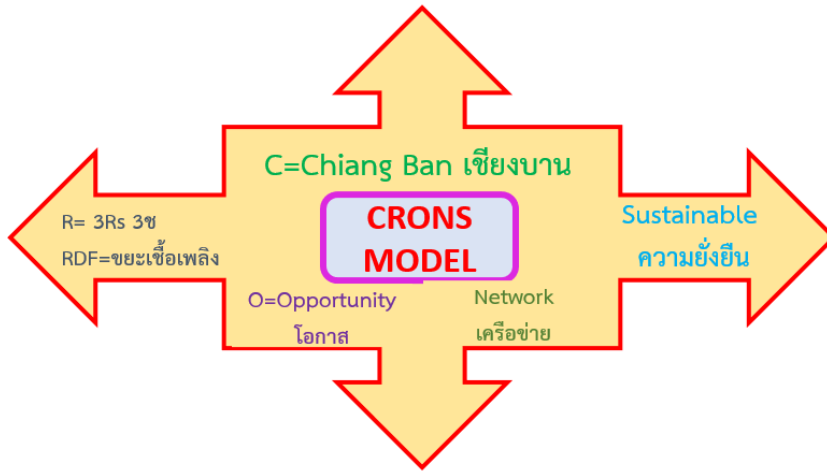 C=Chiang Ban เชียงบาน
CRONS
MODEL
R= 3Rs 3ช
RDF=ขยะเชื้อเพลิง
Sustainable
ความยั่งยืน
O=Opportunity
โอกาส
Network
เครือข่าย